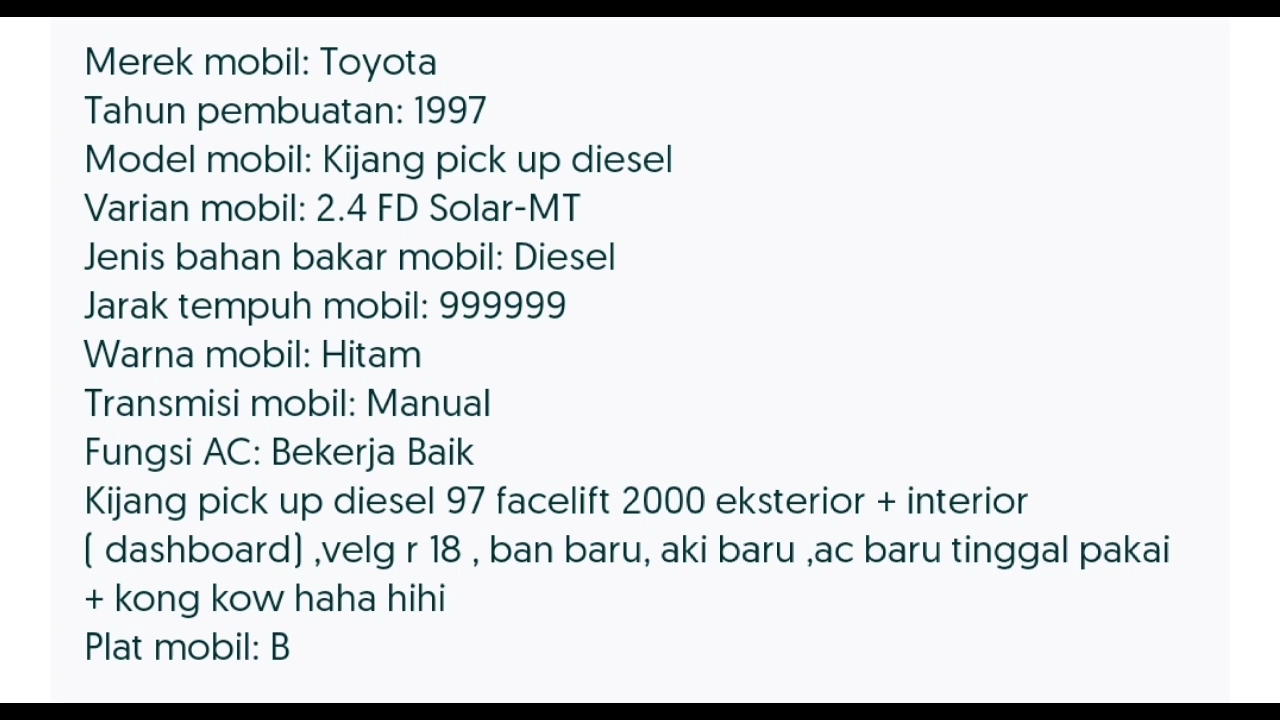 Merek mobil: Toyota
Tahun pembuatan: 1997
Model mobil: Kijang pick up diesel
Varian mobil: 2.4 FD Solar-MT
Jenis bahan bakar mobil: Diesel
Jarak tempuh mobil: 999999
Warna mobil: Hitam
Transmisi mobil: Manual
Fungsi AC: Bekerja Baik
Kijang pick up diesel 97 facelift 2000 eksterior + interior
( dashboard) ,velg r 18 , ban baru, aki baru ,ac baru tinggal pakai
+ kong kow haha hihi
Plat mobil: B